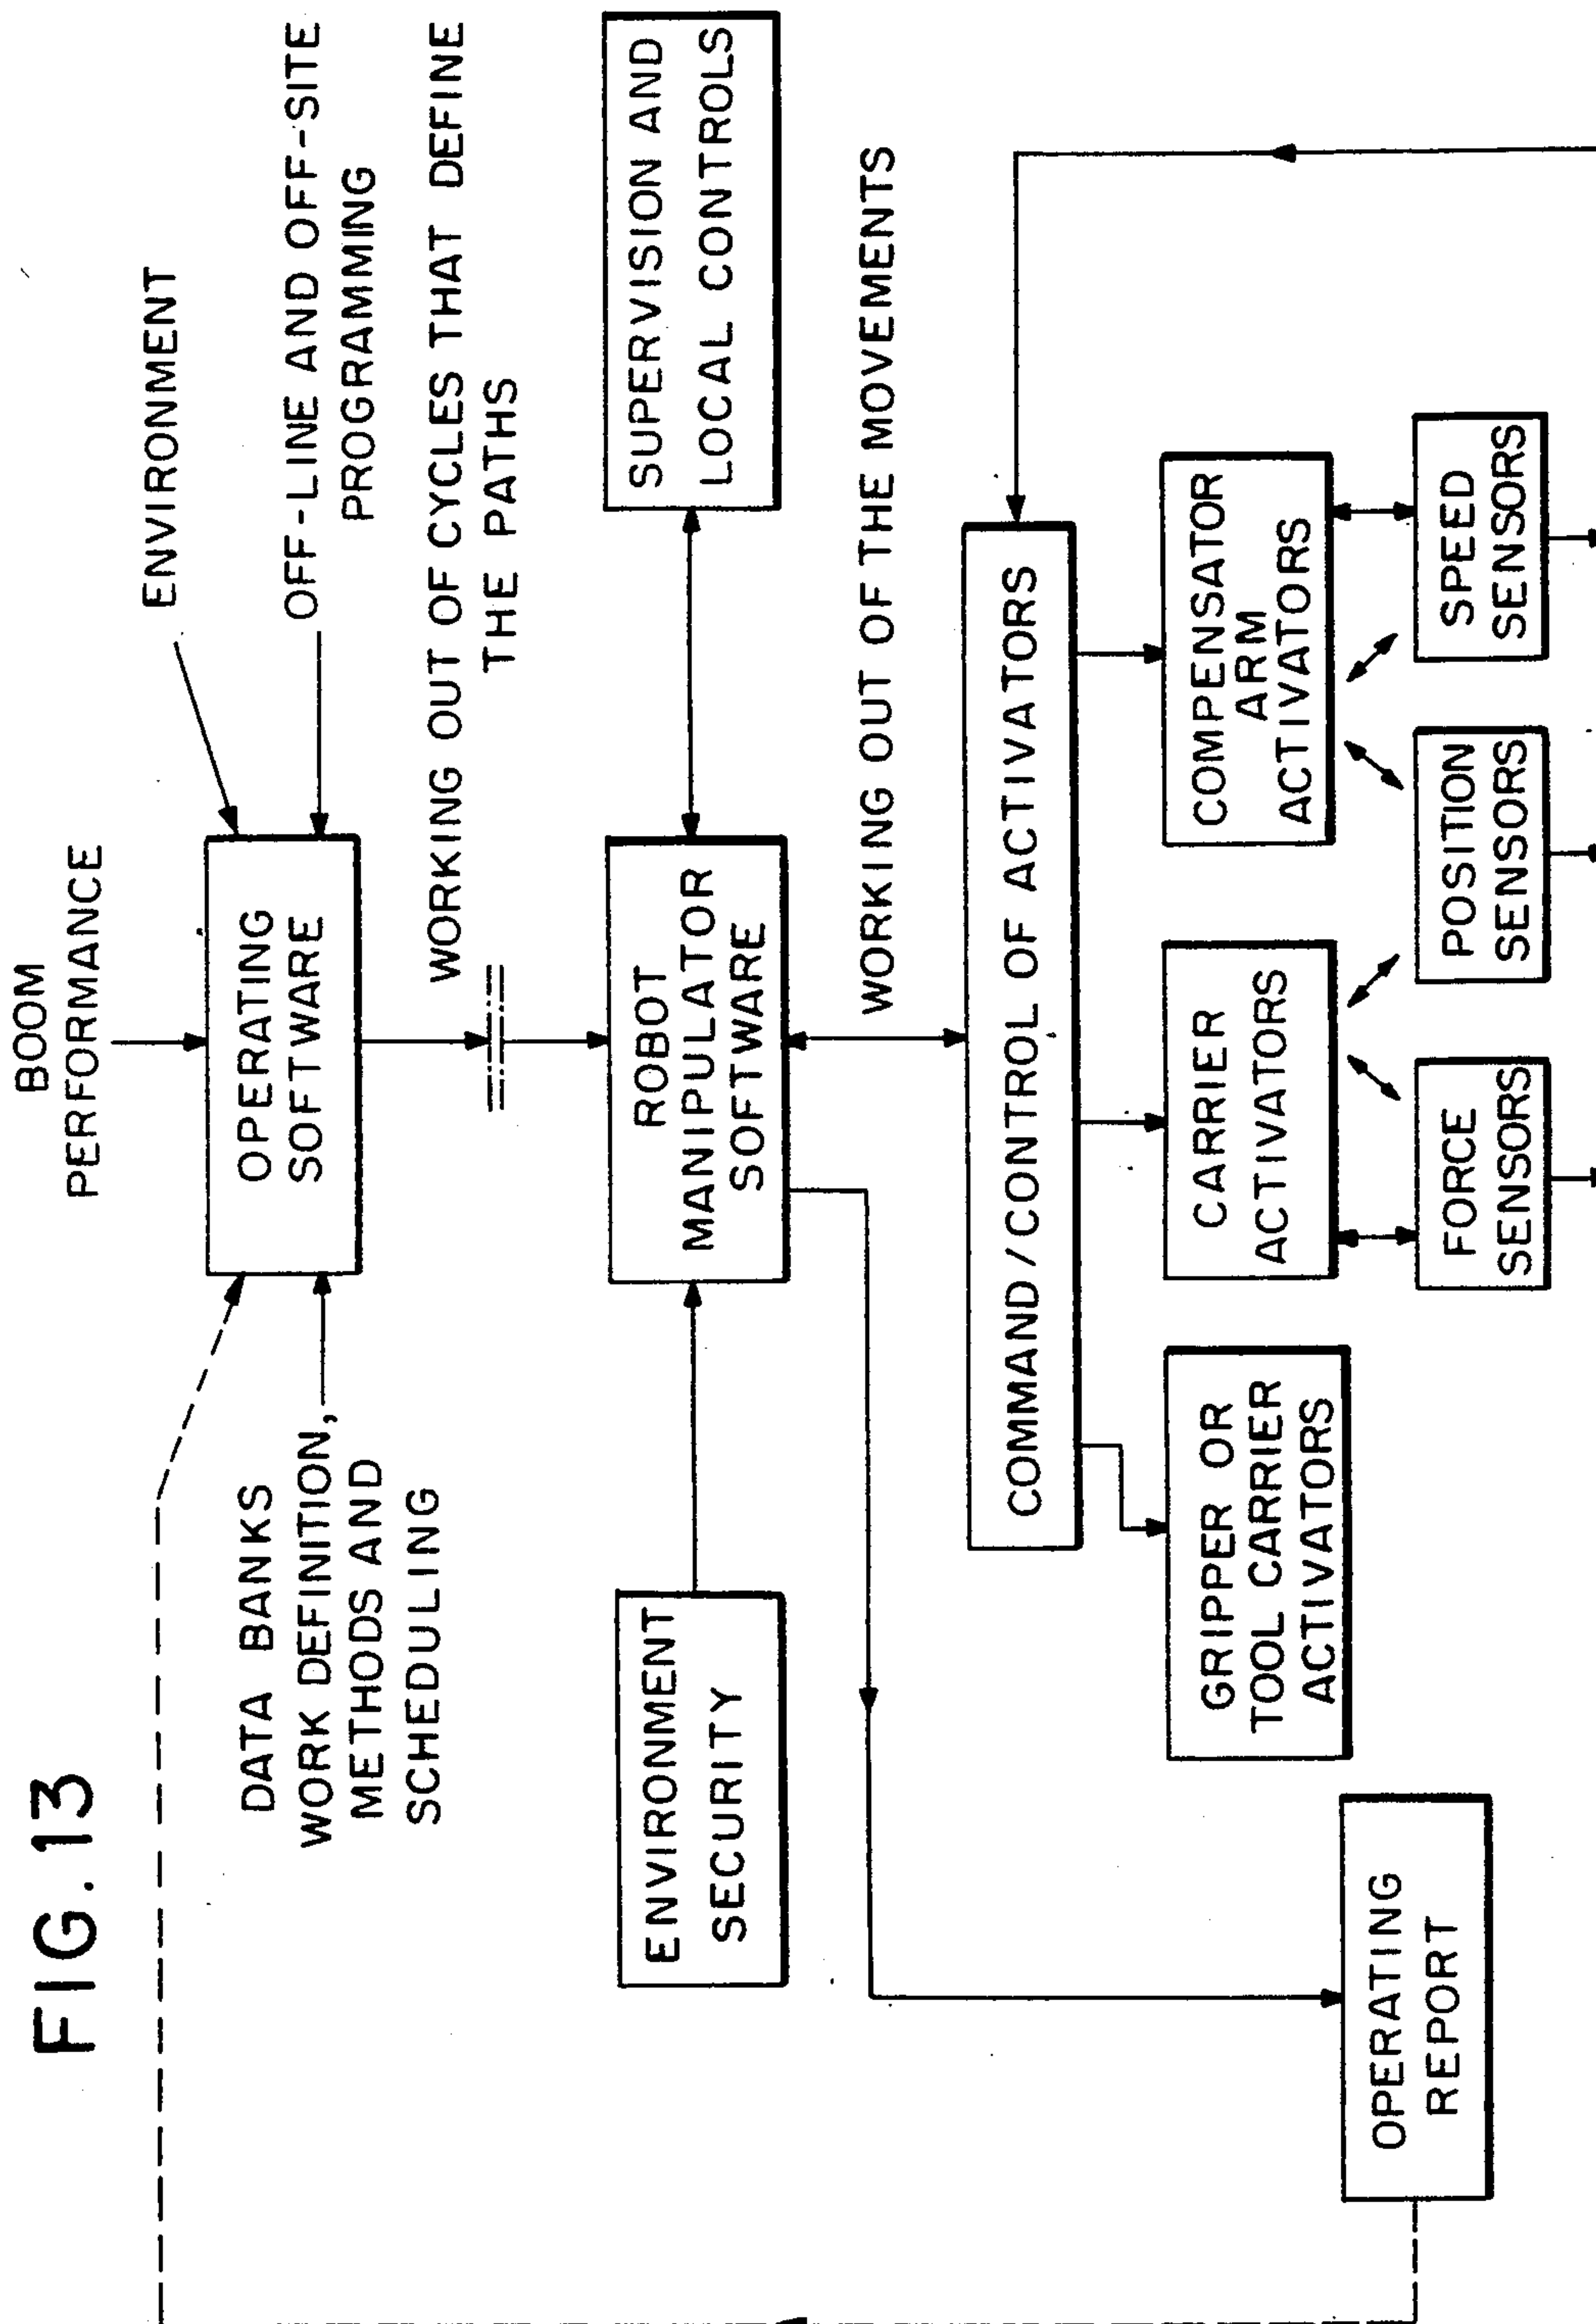 FIG. 13
BOOM
PERFORMANCE
ENVIRONMENT
OPERATING
SOFTWARE
OFF-LINE AND OFF-SITE
PROGRAMMING
DATA BANKS
WORK DEFINITION,
METHODS AND
SCHEDULING
WORKING OUT OF CYCLES THAT DEFINE
THE PATHS
ENVIRONMENT
SECURITY
ROBOT
MANIPULATOR
SOFTWARE
SUPERVISION AND
LOCAL CONTROLS
WORKING OUT OF THE MOVEMENTS
COMMAND/CONTROL OF ACTIVATORS
GRIPPER OR
TOOL CARRIER
ACTIVATORS
CARRIER
ACTIVATORS
COMPENSATOR
ARM
ACTIVATORS
OPERATING
REPORT
FORCE
SENSORS
POSITION
SENSORS
SPEED
SENSORS